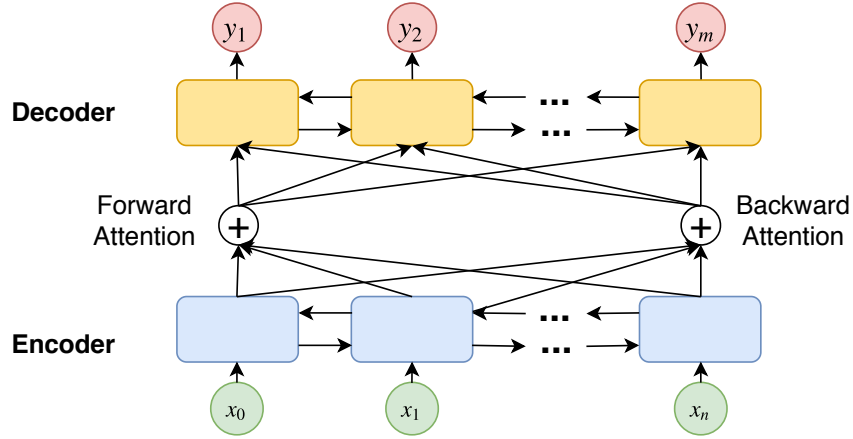 y₁ y₂ yₘ
Decoder
...
...
Forward Attention
+
+
Backward Attention
...
Encoder
...
x₀ x₁ xₙ